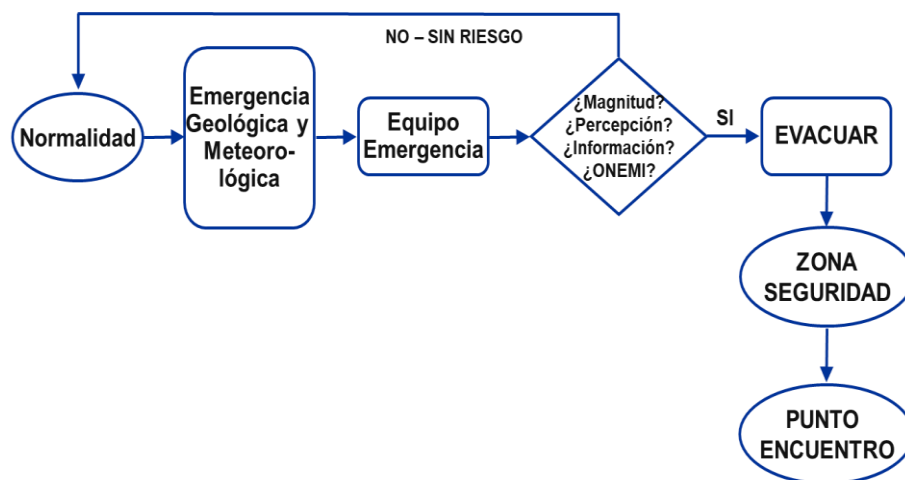 NO – SIN RIESGO
Normalidad
Emergencia
Geológica y
Meteoro-
lógica
Equipo
Emergencia
¿Magnitud?
¿Percepción?
¿Información?
¿ONEMI?
SI
EVACUAR
ZONA
SEGURIDAD
PUNTO
ENCUENTRO